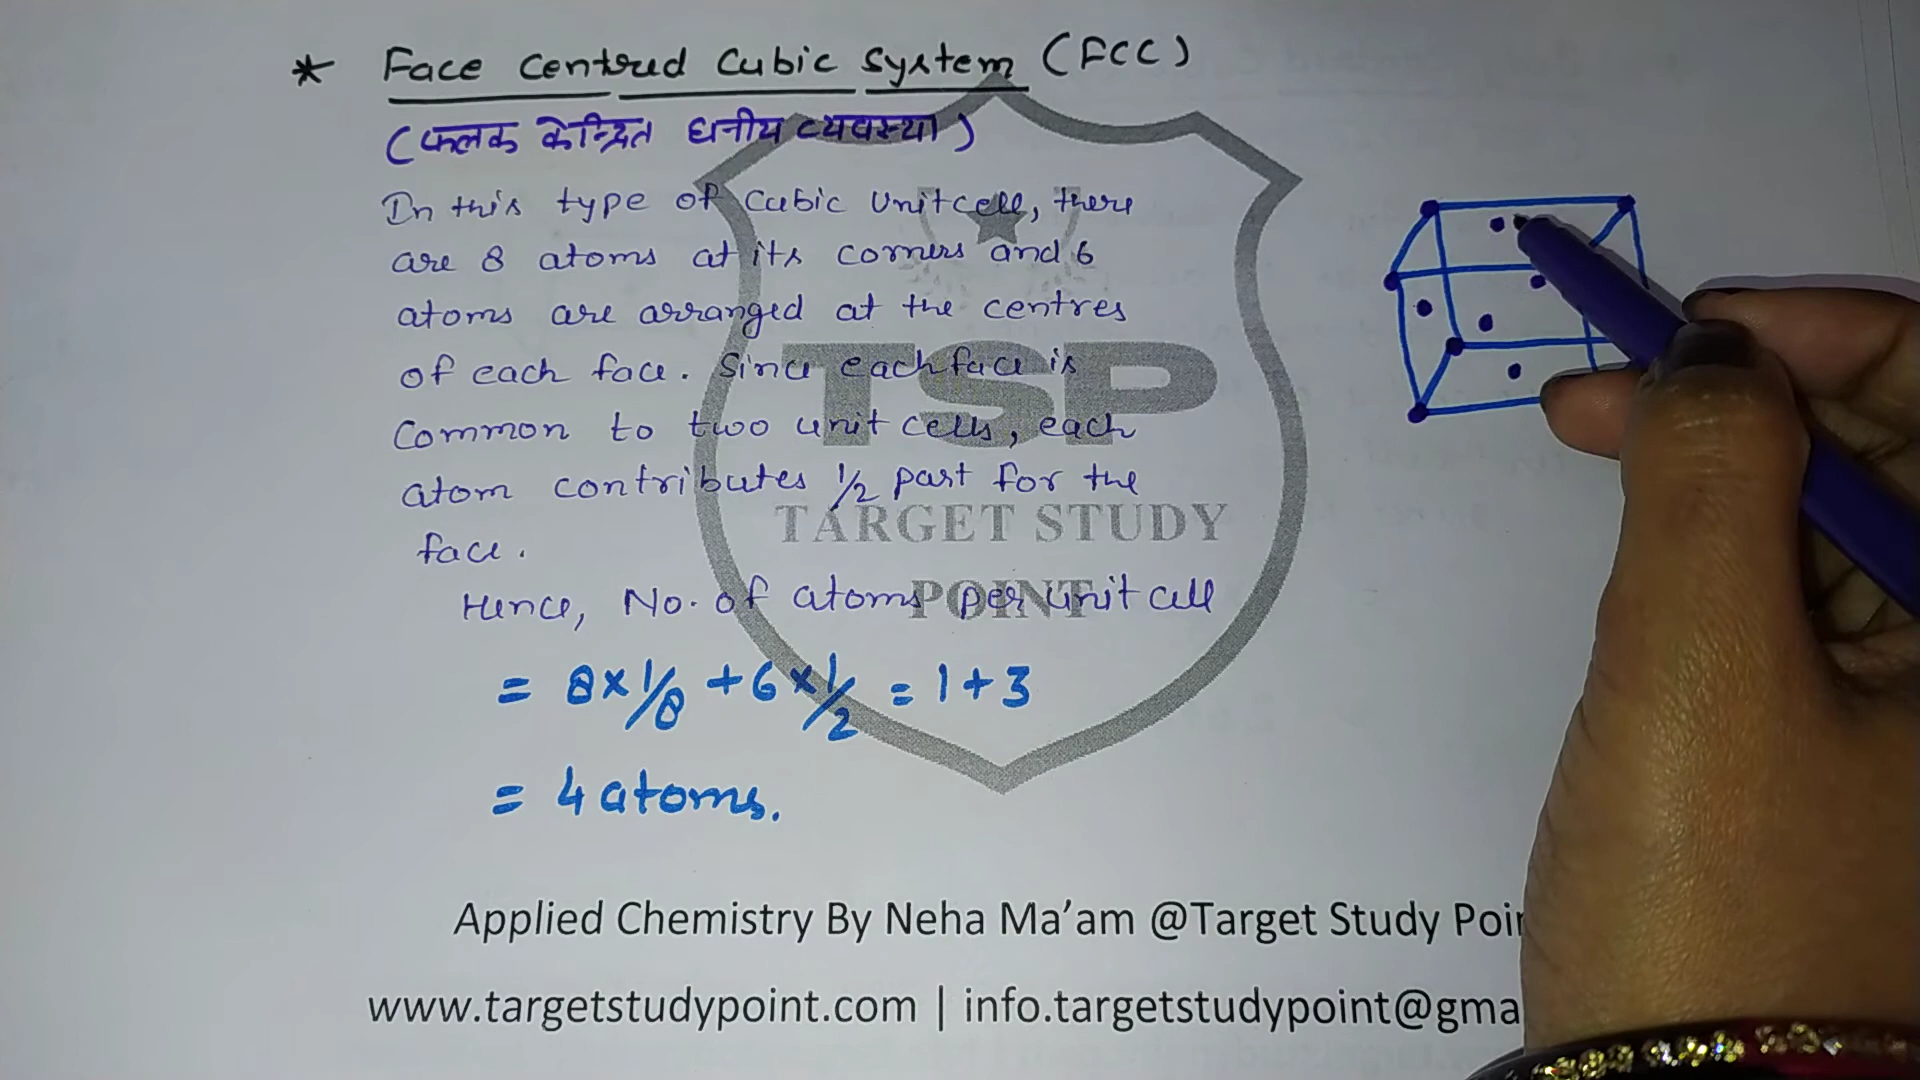 * Face Centred Cubic System (FCC)
(फलक केन्द्रित घनीय व्यवस्था)
In this type of Cubic Unit cell, there
are 8 atoms at its corners and 6
atoms are arranged at the centres
of each face. Since each face is
Common to two unit cells, each
atom contributes 1/2 part for the
face.
Hence, No. of atoms per unit cell
= 8 × 1/8 + 6 × 1/2 = 1 + 3
= 4 atoms.
TSP
TARGET STUDY
POINT
Applied Chemistry By Neha Ma'am @Target Study
www.targetstudypoint.com | info.targetstudypoint@gma